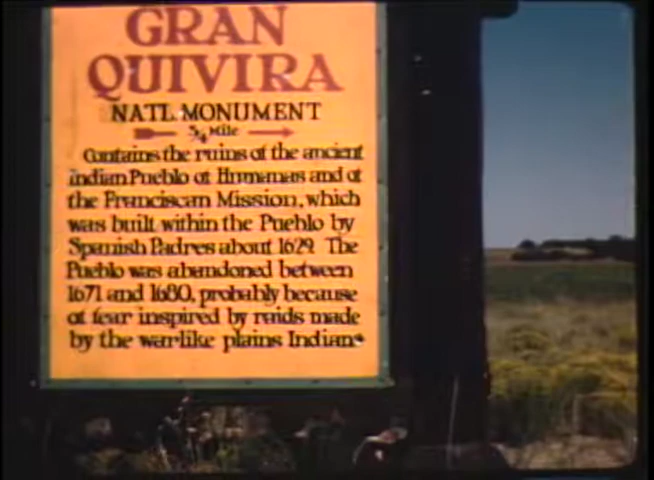 GRAN
QUIVIRA
NATL. MONUMENT
3/4 Mile
Contains the ruins of the ancient
indian Pueblo of Humanas and of
the Franciscan Mission, which
was built within the Pueblo by
Spanish Padres about 1629. The
Pueblo was abandoned between
1671 and 1680, probably because
of fear inspired by raids made
by the warlike plains Indians